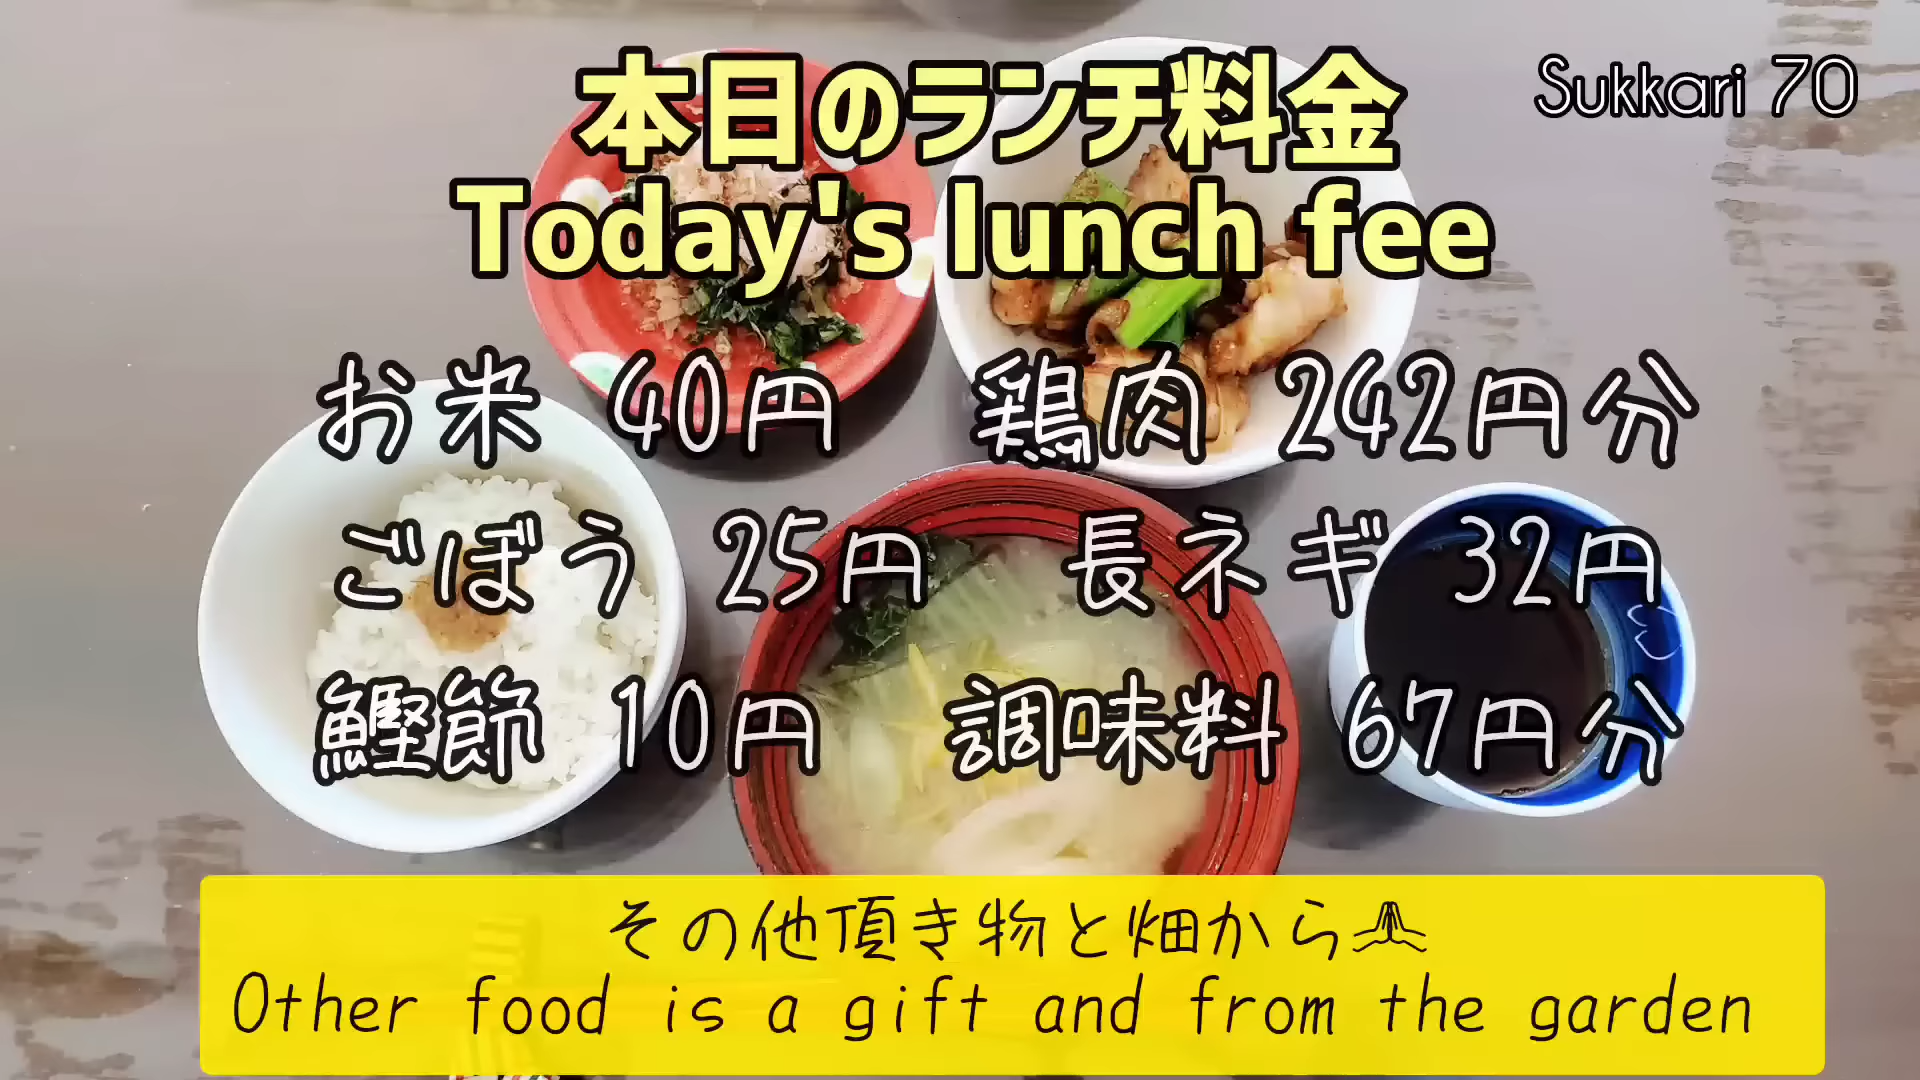 本日のランチ料金
Sukkari 70
Today's lunch fee
お米 40円 鶏肉 242円分
ごぼう 25円 長ネギ 32円
鰹節 10円 調味料 67円分
その他頂き物と畑から🙏
Other food is a gift and from the garden